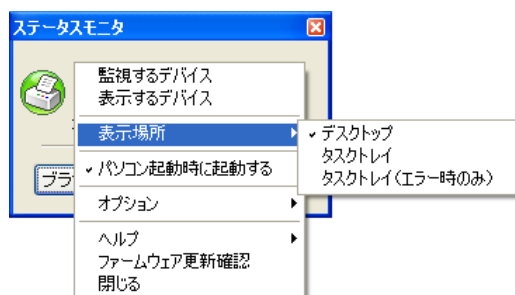 ステータスモニタ
監視するデバイス
表示するデバイス
表示場所
デスクトップ
タスクトレイ
タスクトレイ(エラー時のみ)
パソコン起動時に起動する
ブラ
オプション
ヘルプ
ファームウェア更新確認
閉じる